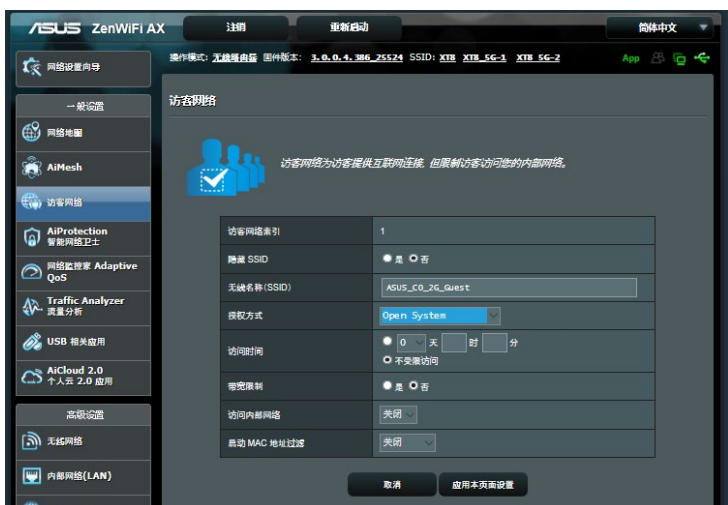 ASUS ZenWiFi AX 注销 重新启动 简体中文
操作模式: 无线路由器 固件版本: 3.0.0.4.386_25524 SSID: XT8 XT8_5G-1 XT8_5G-2 App
网络设置向导
一般设置
网络地图
AiMesh
访客网络
AiProtection
智能网络卫士
网络监控家 Adaptive
QoS
Traffic Analyzer
流量分析
USB 相关应用
AiCloud 2.0
个人云 2.0 应用
高级设置
无线网络
内部网络(LAN)
访客网络
访客网络为访客提供互联网连接, 但限制访客访问您的内部网络。
访客网络索引 1
隐藏 SSID 是 否
无线名称(SSID) ASUS_C0_2G_Guest
授权方式 Open System
访问时间 0 天 时 分
不受限访问
带宽限制 是 否
访问内部网络 关闭
启动 MAC 地址过滤 关闭
取消 应用本页面设置